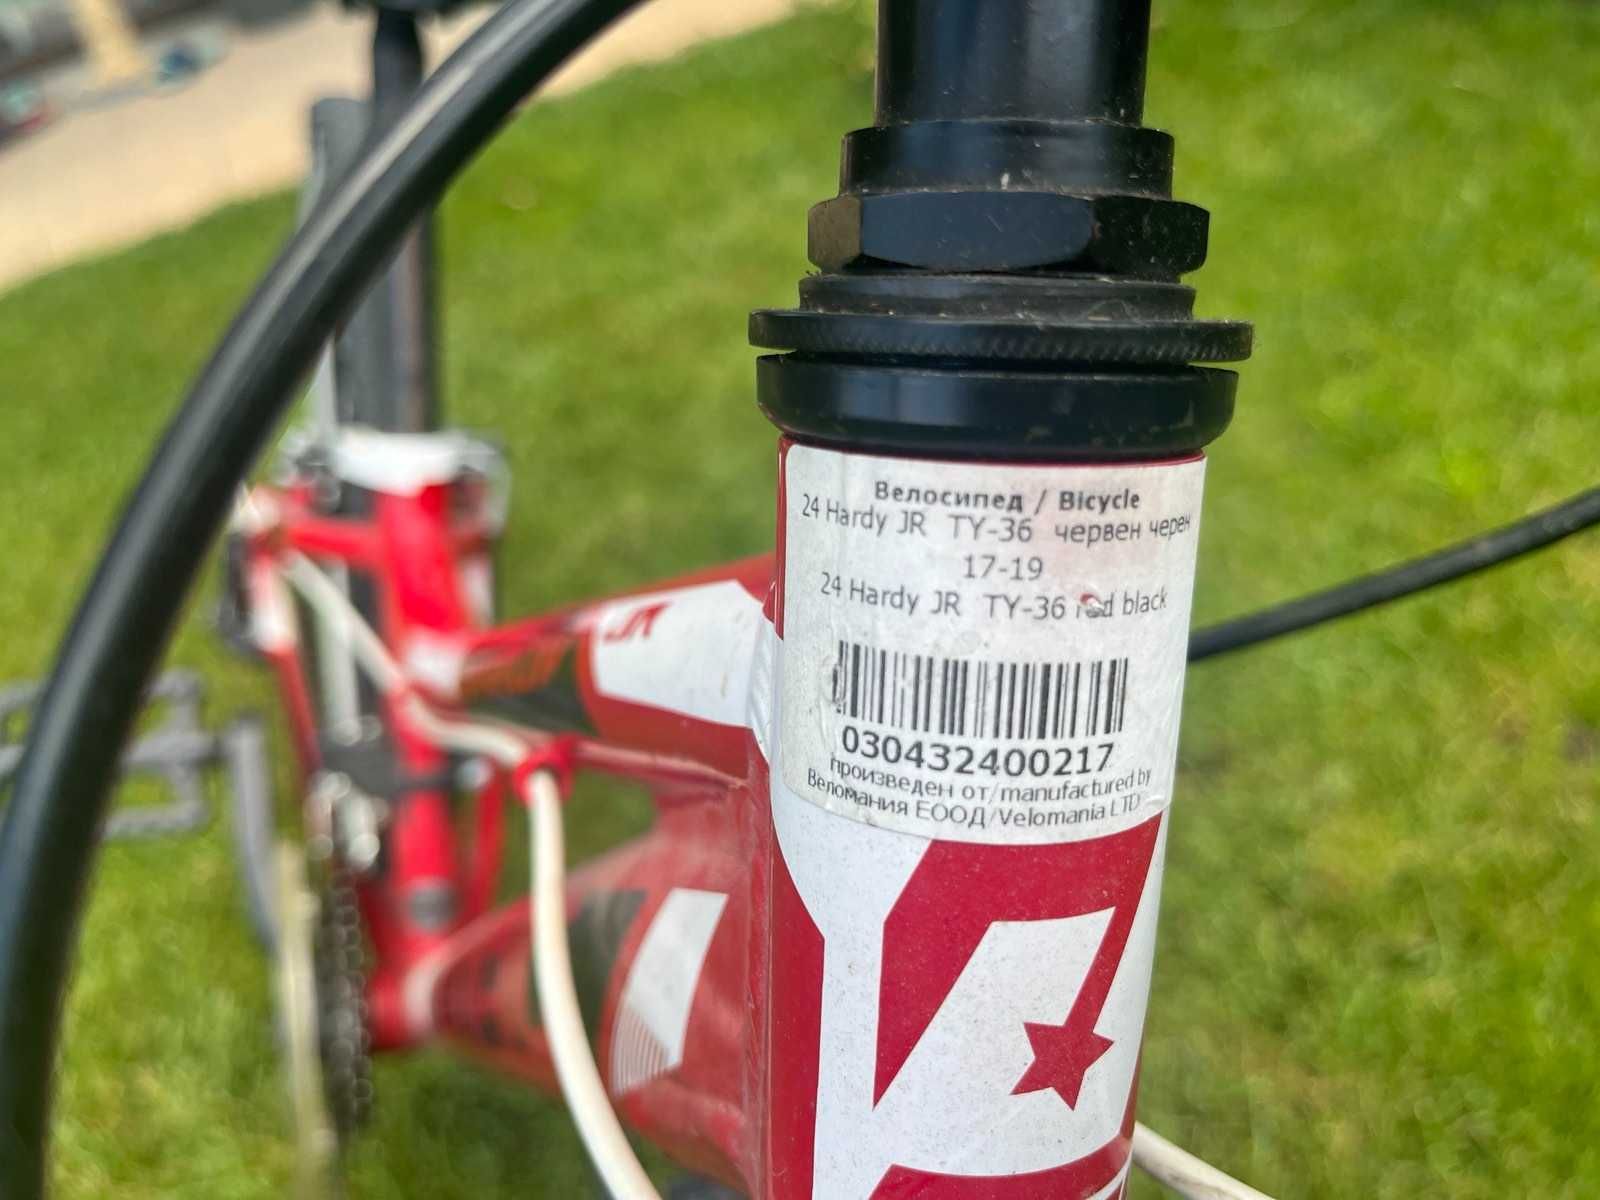 Велосипед / Bicycle
24 Hardy JR TY-36 червен черен
17-19
24 Hardy JR TY-36 red black
030432400217
произведен от/manufactured by
Веломания ЕООД/Velomania LTD